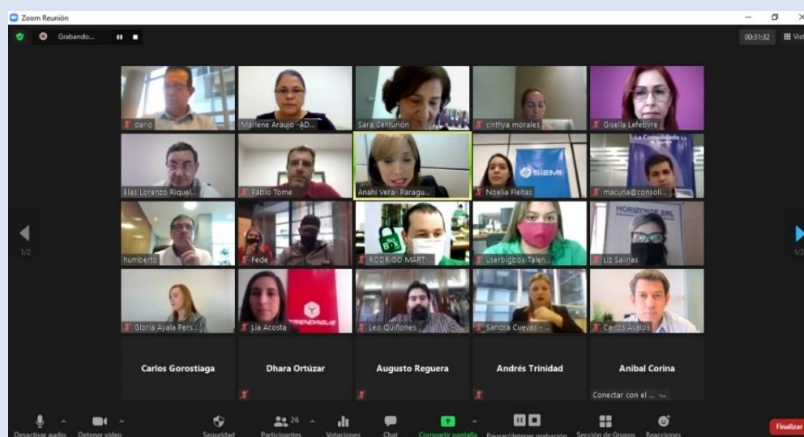 Zoom Reunión
Grabando...
00:31:32
Vist
dario
Marlene Araujo -AD...
Sara Centurión
cinthya morales
Gisella Lefebvre
Blas Lorenzo Riquel...
Fabio Tome
Anahi Vera- Paragu...
Noelia Fleitas
SIEMI
macuna@consoli...
humberto
Fede
RODRIGO MART
userbigbox Talen...
HORIZONTE SRL
Liz Salinas
Gloria Ayala Pers...
Lia Acosta
Leo Quiñones
Sandra Cuevas -...
Carlos Avalos
1/2
1/2
Carlos Gorostiaga
Dhara Ortúzar
Augusto Reguera
Andrés Trinidad
Anibal Corina
Conectar con el ...
Desactivar audio
Detener video
Seguridad
26
Participantes
Votaciones
Chat
Compartir pantalla
Pausar/detener grabación
Sección de Grupos
Reacciones
Finalizar